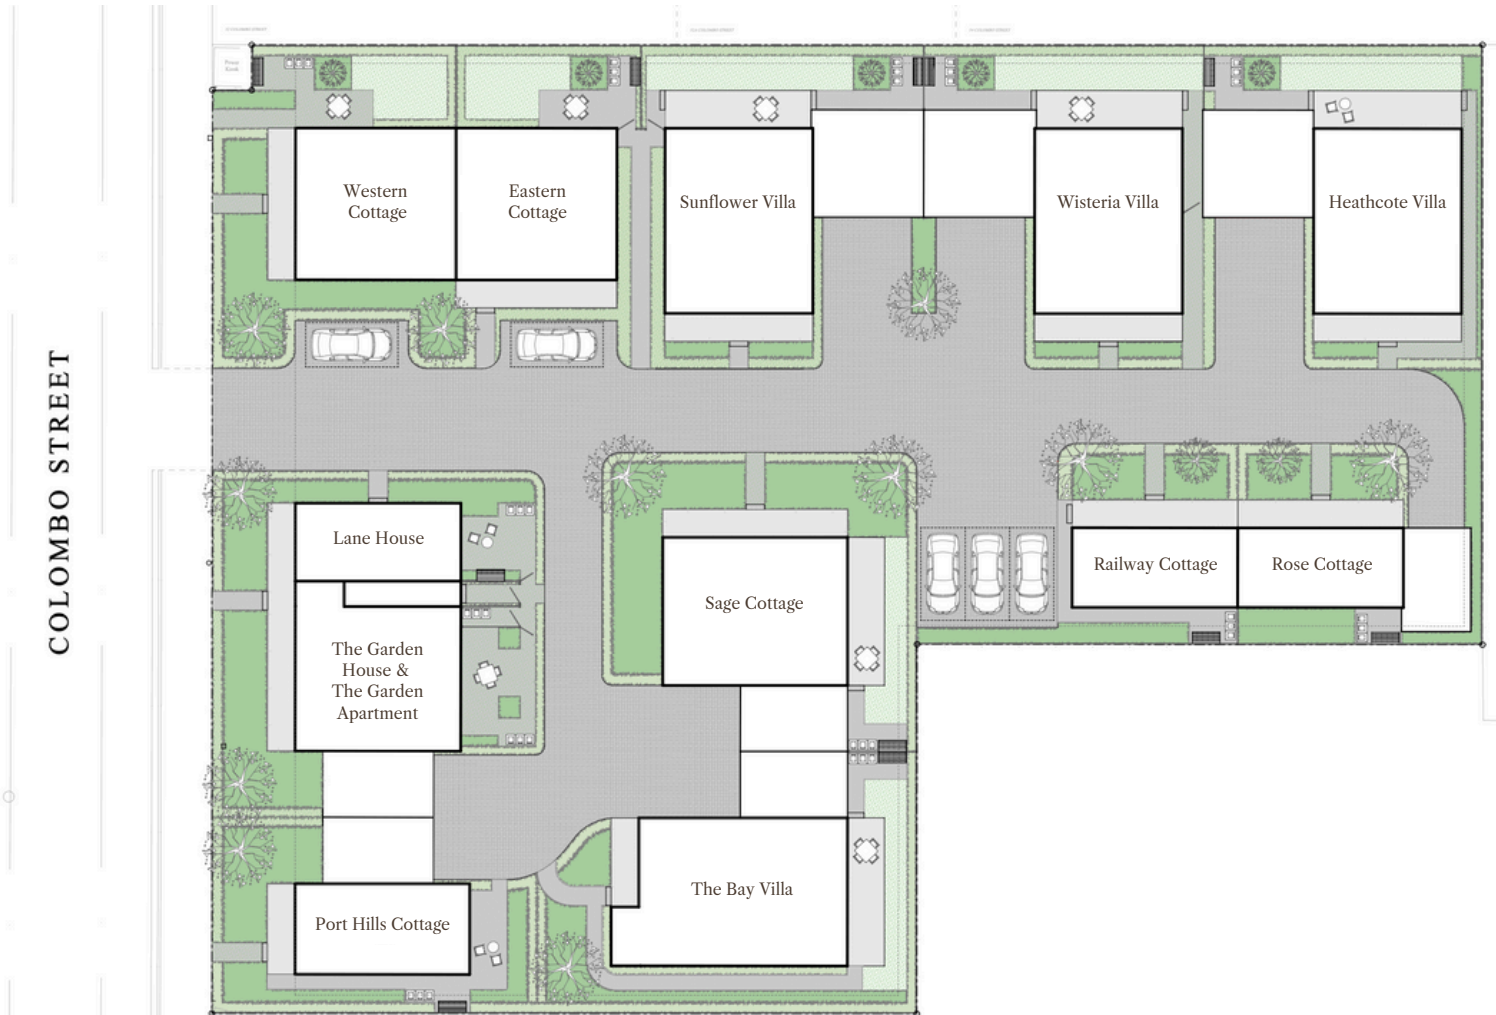 COLOMBO STREET
Western
Cottage
Eastern
Cottage
Sunflower Villa
Wisteria Villa
Heathcote Villa
Lane House
The Garden
House &
The Garden
Apartment
Sage Cottage
Railway Cottage
Rose Cottage
Port Hills Cottage
The Bay Villa